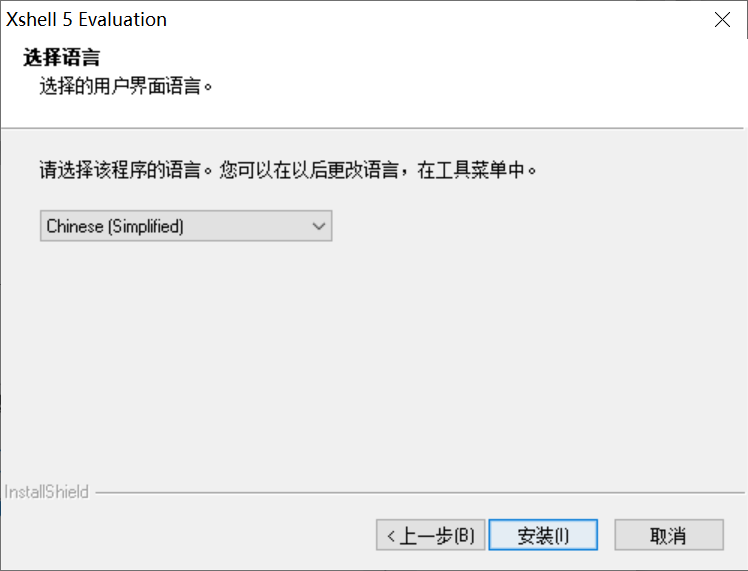 Xshell 5 Evaluation
选择语言
选择的用户界面语言。
请选择该程序的语言。您可以在以后更改语言，在工具菜单中。
Chinese (Simplified)
InstallShield
< 上一步(B) 安装(I) 取消